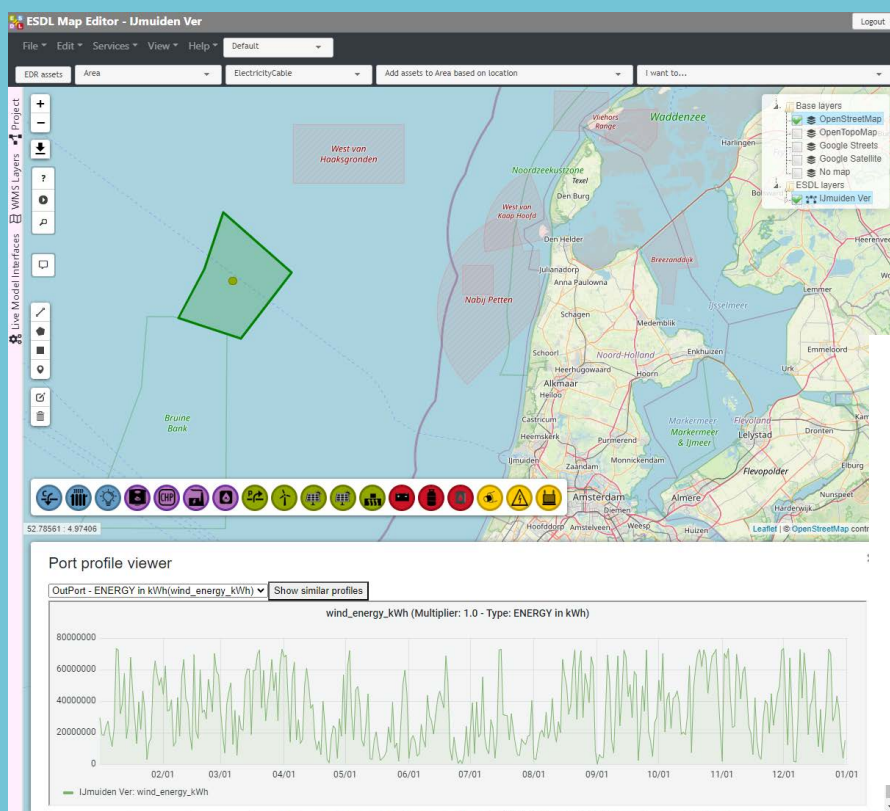 ESDL Map Editor - IJmuiden Ver
Logout
File Edit Services View Help Default
EDR assets Area ElectricityCable Add assets to Area based on location I want to...
Project
WMS Layers
Live Model Interfaces
+
−
?
Base layers
OpenStreetMap
OpenTopoMap
Google Streets
Google Satellite
No map
ESDL layers
IJmuiden Ver
West van
Haaksgronden
Vliehors
Range
Waddenzee
Harlingen
Noordzeekustzone
Texel
Den Burg
West van
Kaap Hoofd
Den Helder
Heerenvee
Julianadorp
Breezanddijk
Anna Paulowna
Nabij Petten
Lemmer
IJsselmeer
Schagen
Medemblik
Schoorl
Noord-Holland
Enkhuizen
Emmeloord
Heerhugowaard
Hoorn
Urk
Alkmaar
Heiloo
Bruine
Bank
Castricum
Markermeer
Flevoland
Markermeer
& IJmeer
Lelystad
Dronten
Heemskerk
Purmerend
IJmuiden
Monnickendam
Zaandam
Flevopolder
Elburg
CHP
Amsterdam
Almere
Nunspeet
Diemen
Harderwijk
Hoofddorp
Amstelveen
Weesp
Huizen
52.78561 : 4.97406
Leaflet | © OpenStreetMap contr
Port profile viewer
OutPort - ENERGY in kWh(wind_energy_kWh) Show similar profiles
wind_energy_kWh (Multiplier: 1.0 - Type: ENERGY in kWh)
80000000
60000000
40000000
20000000
0
02/01 03/01 04/01 05/01 06/01 07/01 08/01 09/01 10/01 11/01 12/01 01/01
IJmuiden Ver: wind_energy_kWh